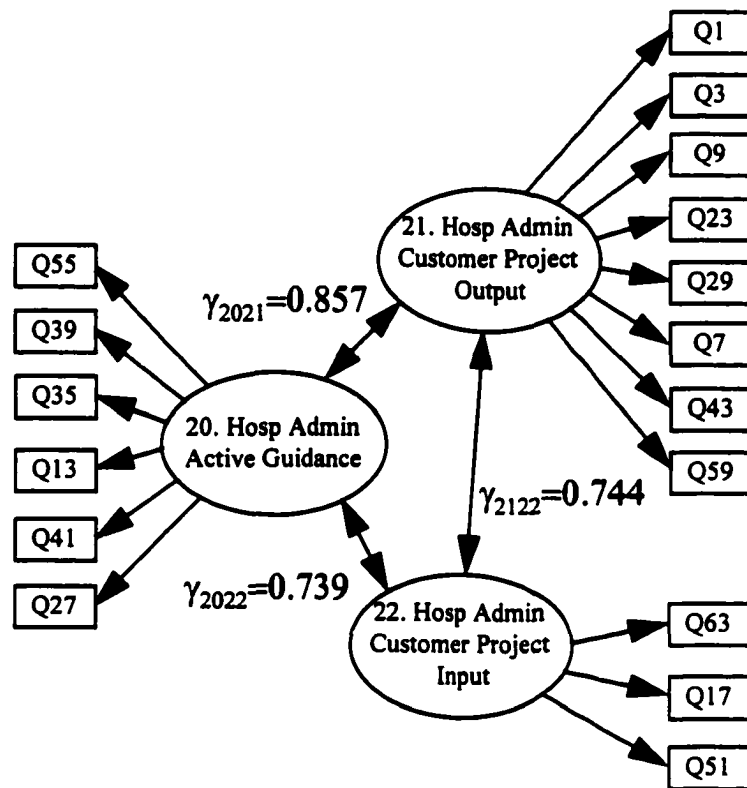 Q1
Q3
Q9
Q23
Q29
Q7
Q43
Q59
21. Hosp Admin
Customer Project
Output
Q55
Q39
Q35
Q13
Q41
Q27
γ2021=0.857
20. Hosp Admin
Active Guidance
γ2122=0.744
γ2022=0.739
22. Hosp Admin
Customer Project
Input
Q63
Q17
Q51